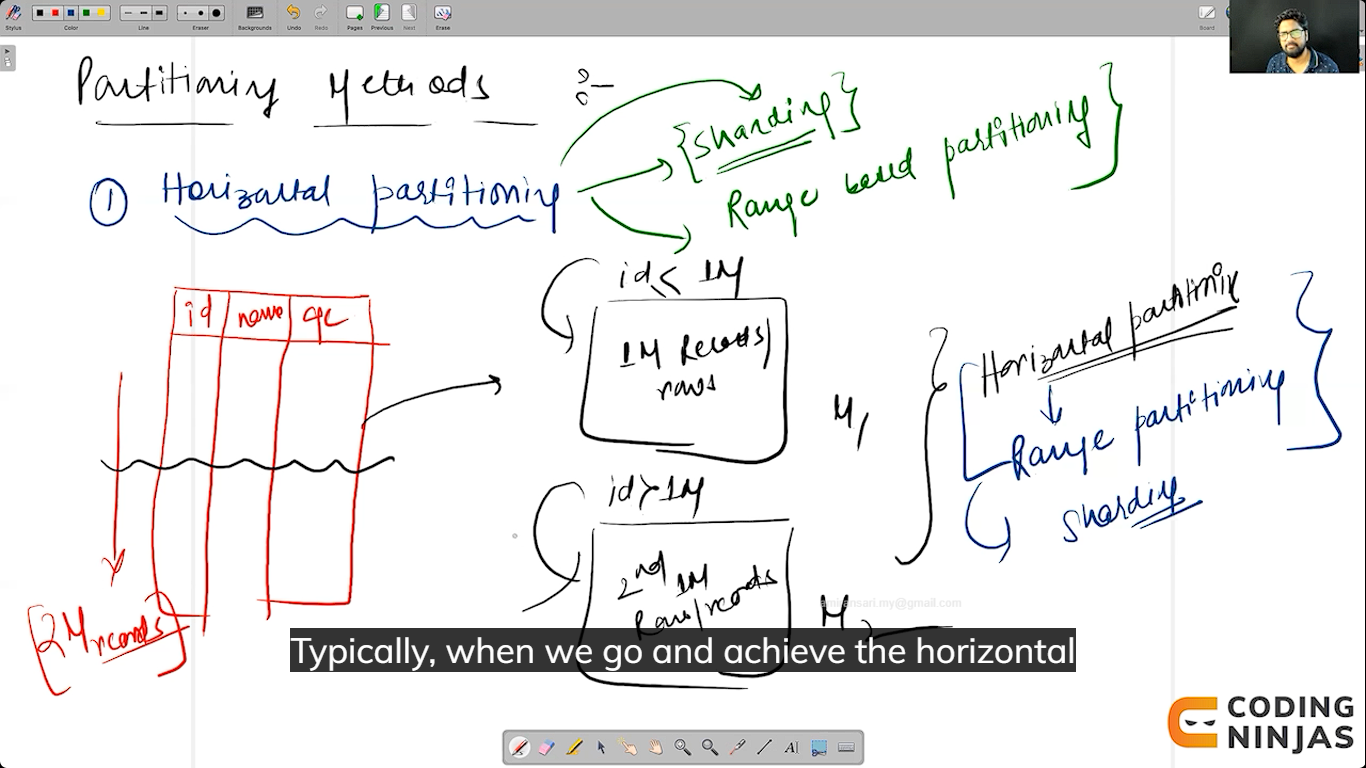 Stylus
Color
Line
Eraser
Backgrounds
Undo
Redo
Pages
Previous
Next
Erase
Board
Partitioning Methods :-
{Sharding}
Range based partitioning }
① Horizontal partitioning
id < 1M
id name
1M Records/
rows
M1
Horizontal partitioning
Range partitioning
Sharding
id > 1M
2nd 1M
Rows/records
M2
amiransari.my@gmail.com
[2M records]
Typically, when we go and achieve the horizontal
CODING
NINJAS